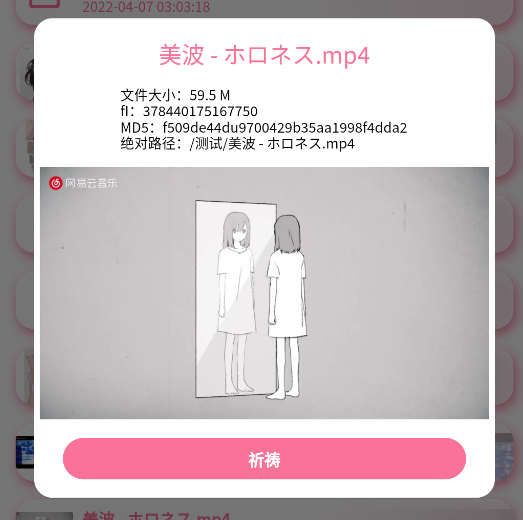 2022-04-07 03:03:18
美波 - ホロネス.mp4
文件大小：59.5 M
fl：378440175167750
MD5：f509de44du9700429b35aa1998f4dda2
绝对路径：/测试/美波 - ホロネス.mp4
网易云音乐
祈祷
美波 - ホロネス.mp4